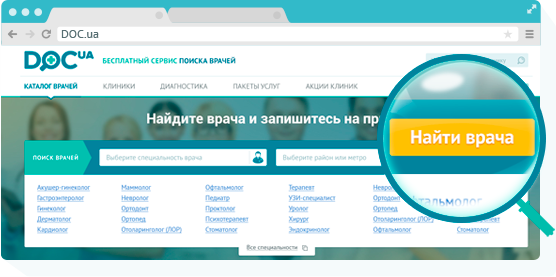 DOC.ua
DOC UA
БЕСПЛАТНЫЙ СЕРВИС ПОИСКА ВРАЧЕЙ
КАТАЛОГ ВРАЧЕЙ КЛИНИКИ ДИАГНОСТИКА ПАКЕТЫ УСЛУГ АКЦИИ КЛИНИК
Найдите врача и запишитесь на пр
Найти врача
ПОИСК ВРАЧЕЙ Выберите специальность врача Выберите район или метро
Акушер-гинеколог Маммолог Офтальмолог Терапевт Невролог
Гастроэнтеролог Невролог Педиатр УЗИ-специалист Ортодонт тальмолог
Гинеколог Ортодонт Проктолог Уролог Ортопед
Дерматолог Ортопед Психотерапевт Хирург Отоларинголог (ЛОР)
Кардиолог Отоларинголог (ЛОР) Стоматолог Эндокринолог Офтальмолог Стоматолог
Все специальности